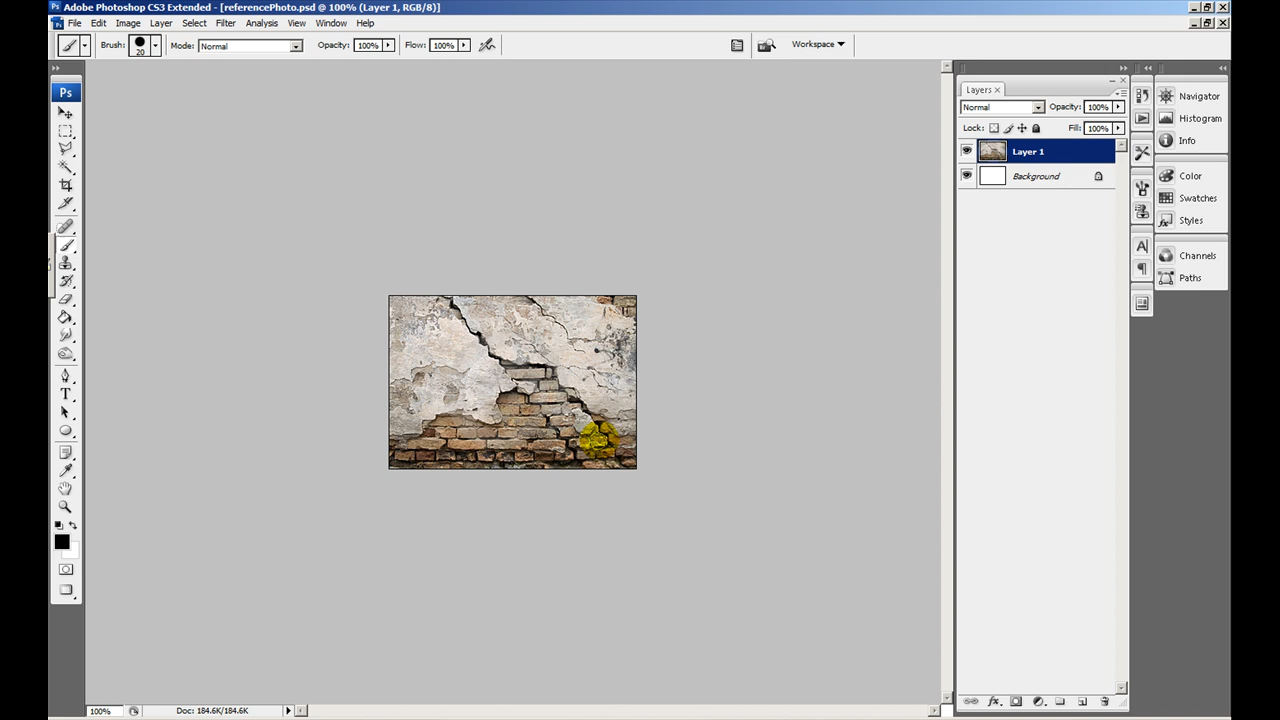 Adobe Photoshop CS3 Extended - [referencePhoto.psd @ 100% (Layer 1, RGB/8)]
File Edit Image Layer Select Filter Analysis View Window Help
Brush: 20 Mode: Normal Opacity: 100% Flow: 100% Workspace
Ps
Layers
Normal Opacity: 100%
Lock: Fill: 100%
Layer 1
Background
Navigator
Histogram
Info
Color
Swatches
Styles
Channels
Paths
100% Doc: 184.6K/184.6K